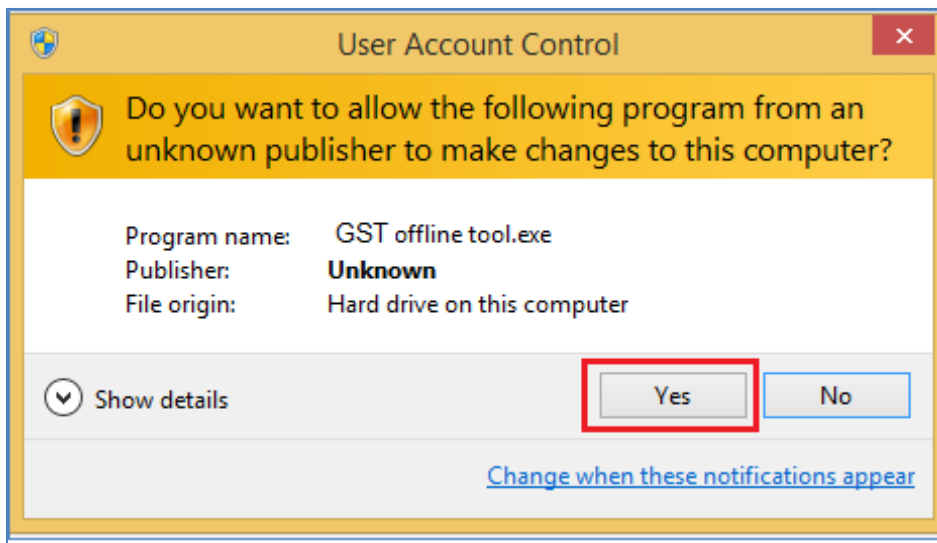 User Account Control
Do you want to allow the following program from an
unknown publisher to make changes to this computer?
Program name: GST offline tool.exe
Publisher: Unknown
File origin: Hard drive on this computer
Show details Yes No
Change when these notifications appear